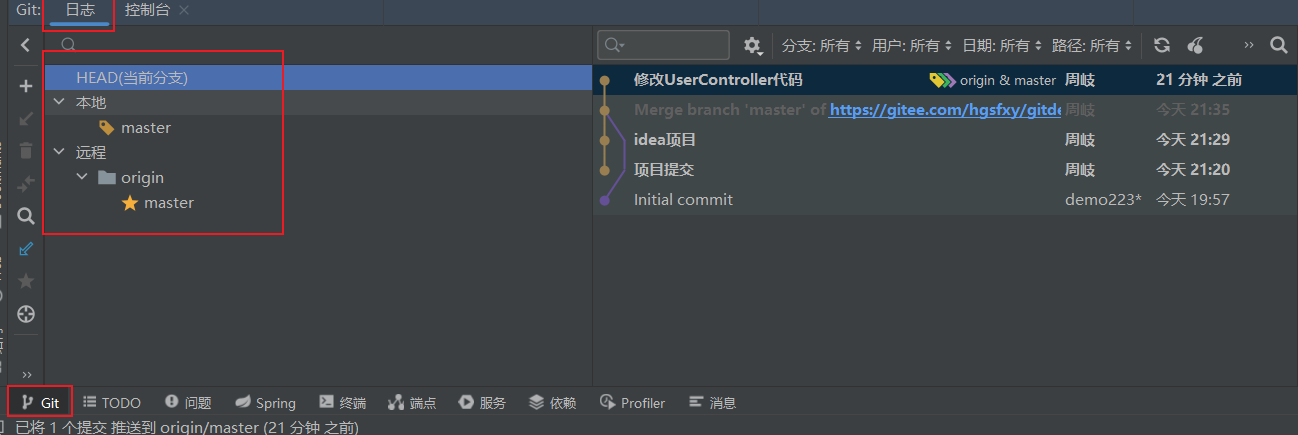 Git: 日志 控制台
HEAD(当前分支)
本地
master
远程
origin
master
分支: 所有 用户: 所有 日期: 所有 路径: 所有
修改UserController代码 origin & master 周岐 21 分钟 之前
Merge branch 'master' of https://gitee.com/hgsfxy/gitde 周岐 今天 21:35
idea项目 周岐 今天 21:29
项目提交 周岐 今天 21:20
Initial commit demo223* 今天 19:57
Git TODO 问题 Spring 终端 端点 服务 依赖 Profiler 消息
已将 1 个提交 推送到 origin/master (21 分钟 之前)